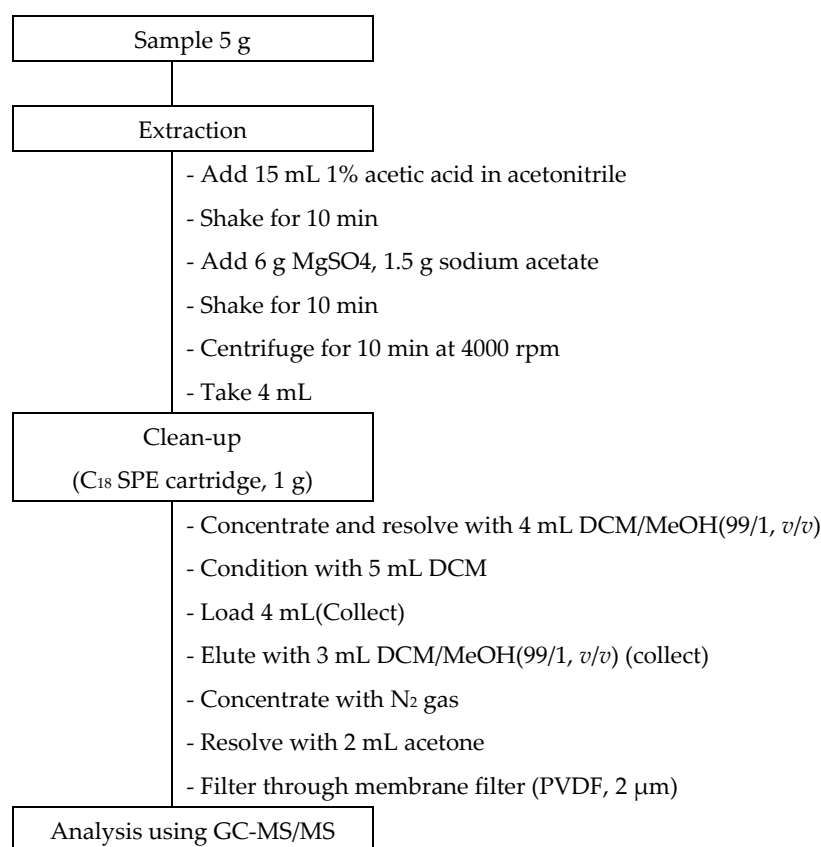 Sample 5 g
Extraction
- Add 15 mL 1% acetic acid in acetonitrile
- Shake for 10 min
- Add 6 g MgSO4, 1.5 g sodium acetate
- Shake for 10 min
- Centrifuge for 10 min at 4000 rpm
- Take 4 mL
Clean-up
(C₁₈ SPE cartridge, 1 g)
- Concentrate and resolve with 4 mL DCM/MeOH(99/1, v/v)
- Condition with 5 mL DCM
- Load 4 mL(Collect)
- Elute with 3 mL DCM/MeOH(99/1, v/v) (collect)
- Concentrate with N₂ gas
- Resolve with 2 mL acetone
- Filter through membrane filter (PVDF, 2 μm)
Analysis using GC-MS/MS